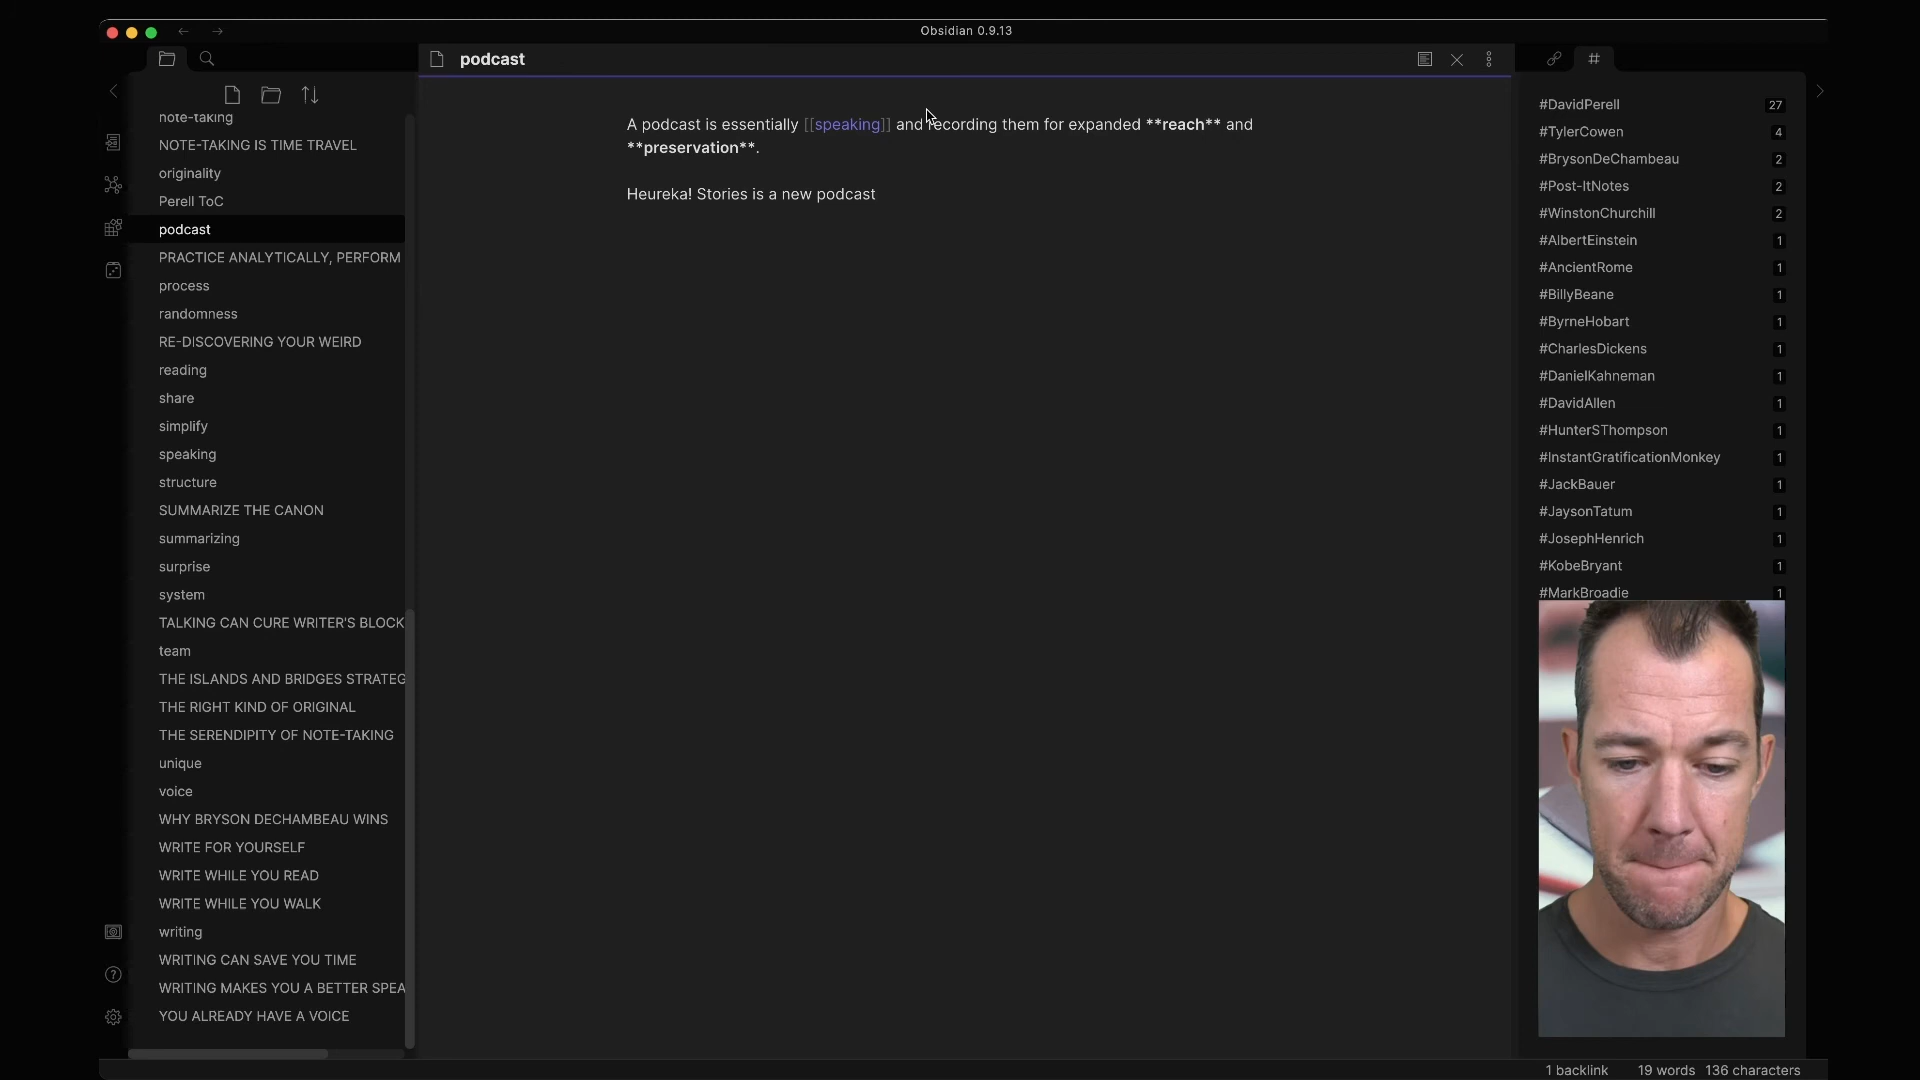 Obsidian 0.9.13
podcast
note-taking
NOTE-TAKING IS TIME TRAVEL
originality
Perell ToC
podcast
PRACTICE ANALYTICALLY, PERFORM
process
randomness
RE-DISCOVERING YOUR WEIRD
reading
share
simplify
speaking
structure
SUMMARIZE THE CANON
summarizing
surprise
system
TALKING CAN CURE WRITER'S BLOCK
team
THE ISLANDS AND BRIDGES STRATEG
THE RIGHT KIND OF ORIGINAL
THE SERENDIPITY OF NOTE-TAKING
unique
voice
WHY BRYSON DECHAMBEAU WINS
WRITE FOR YOURSELF
WRITE WHILE YOU READ
WRITE WHILE YOU WALK
writing
WRITING CAN SAVE YOU TIME
WRITING MAKES YOU A BETTER SPEA
YOU ALREADY HAVE A VOICE
A podcast is essentially [[speaking]] and recording them for expanded **reach** and
**preservation**.
Heureka! Stories is a new podcast
#DavidPerell 27
#TylerCowen 4
#BrysonDeChambeau 2
#Post-ItNotes 2
#WinstonChurchill 2
#AlbertEinstein 1
#AncientRome 1
#BillyBeane 1
#ByrneHobart 1
#CharlesDickens 1
#DanielKahneman 1
#DavidAllen 1
#HunterSThompson 1
#InstantGratificationMonkey 1
#JackBauer 1
#JaysonTatum 1
#JosephHenrich 1
#KobeBryant 1
#MarkBroadie 1
1 backlink 19 words 136 characters